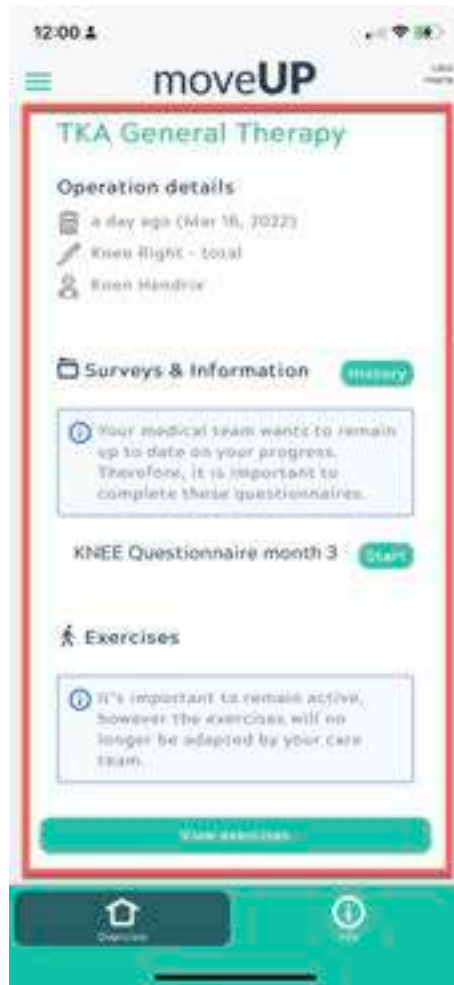 12:00
moveUP
TKA General Therapy
Operation details
a day ago (Mar 16, 2022)
Knee Right - total
Koen Hendrix
Surveys & Information
History
Your medical team wants to remain
up to date on your progress.
Therefore, it is important to
complete these questionnaires.
KNEE Questionnaire month 3
Start
Exercises
It's important to remain active,
however the exercises will no
longer be adapted by your care
team.
View exercises
Overview